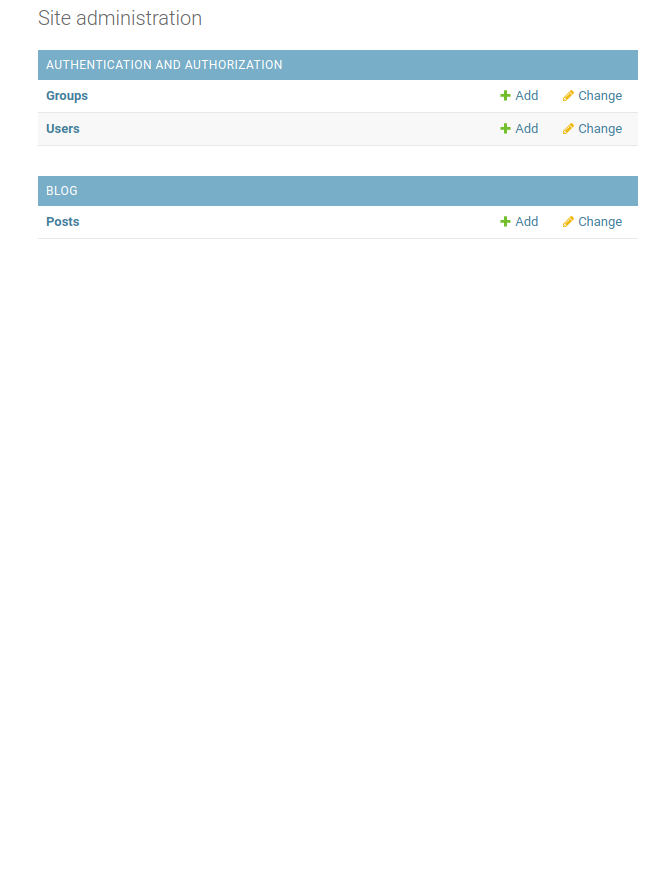 Site administration
AUTHENTICATION AND AUTHORIZATION
Groups Add Change
Users Add Change
BLOG
Posts Add Change